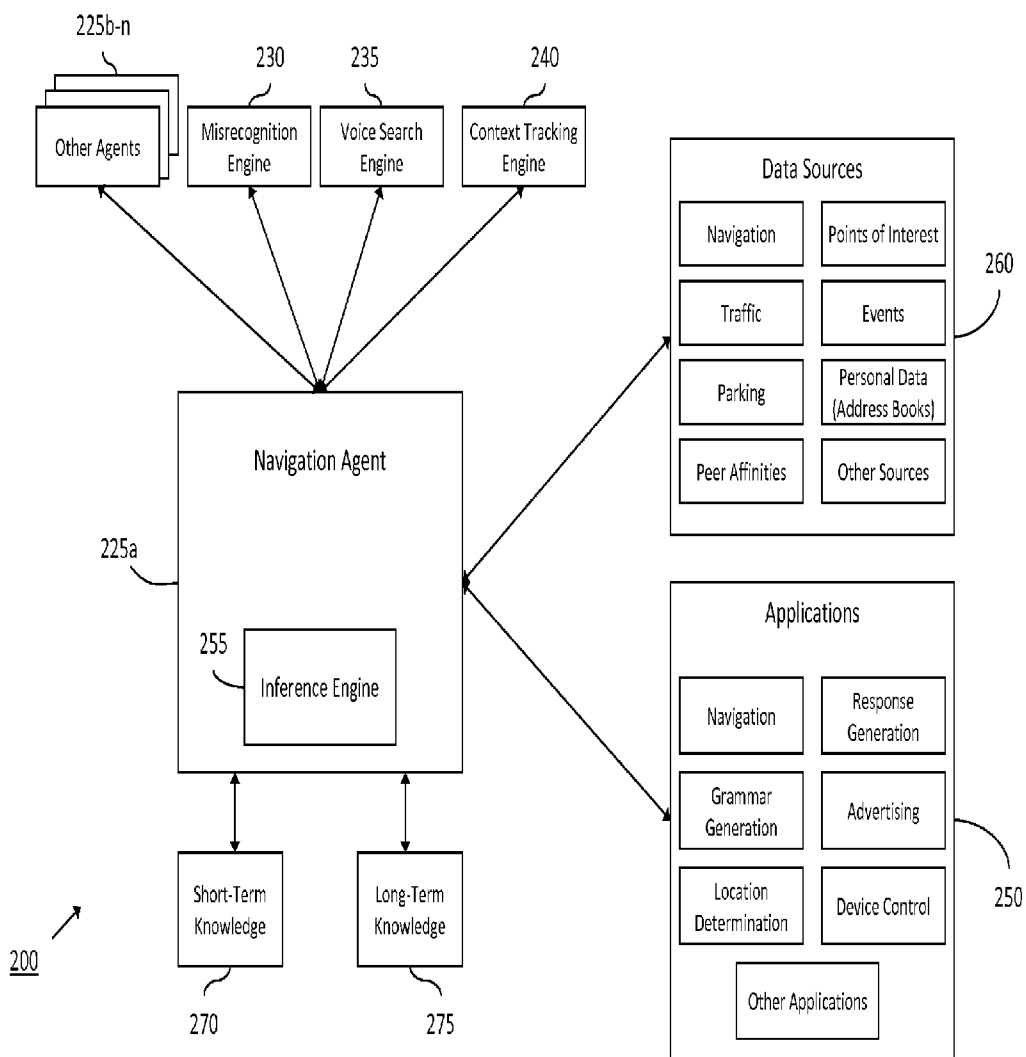 225b-n
230
235
240
Other Agents
Misrecognition
Engine
Voice Search
Engine
Context Tracking
Engine
Data Sources
Navigation
Points of Interest
Traffic
Events
Parking
Personal Data
(Address Books)
Peer Affinities
Other Sources
260
Navigation Agent
225a
255
Inference Engine
Applications
Navigation
Response
Generation
Grammar
Generation
Advertising
Location
Determination
Device Control
Other Applications
250
Short-Term
Knowledge
Long-Term
Knowledge
200
270
275